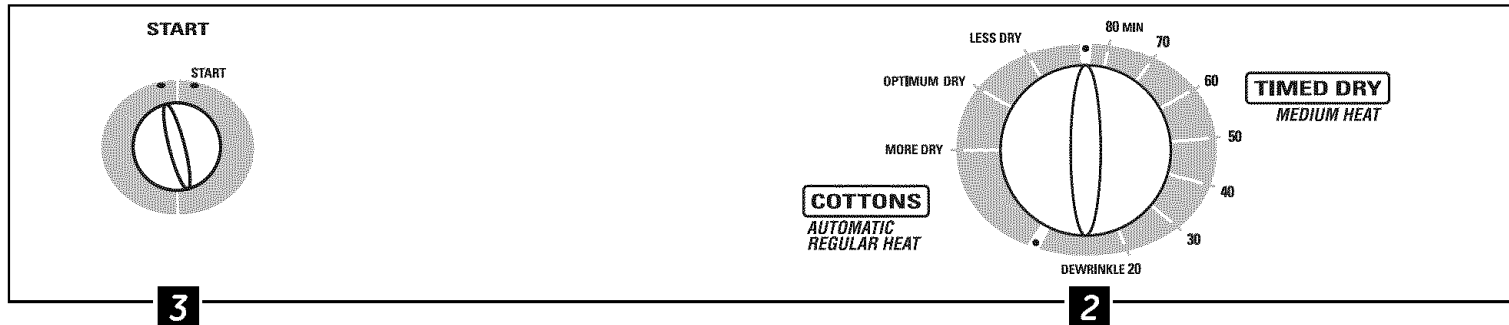 START
START
LESS DRY
OPTIMUM DRY
MORE DRY
COTTONS
AUTOMATIC
REGULAR HEAT
80 MIN
70
60
50
40
30
DEWRINKLE 20
TIMED DRY
MEDIUM HEAT
3
2